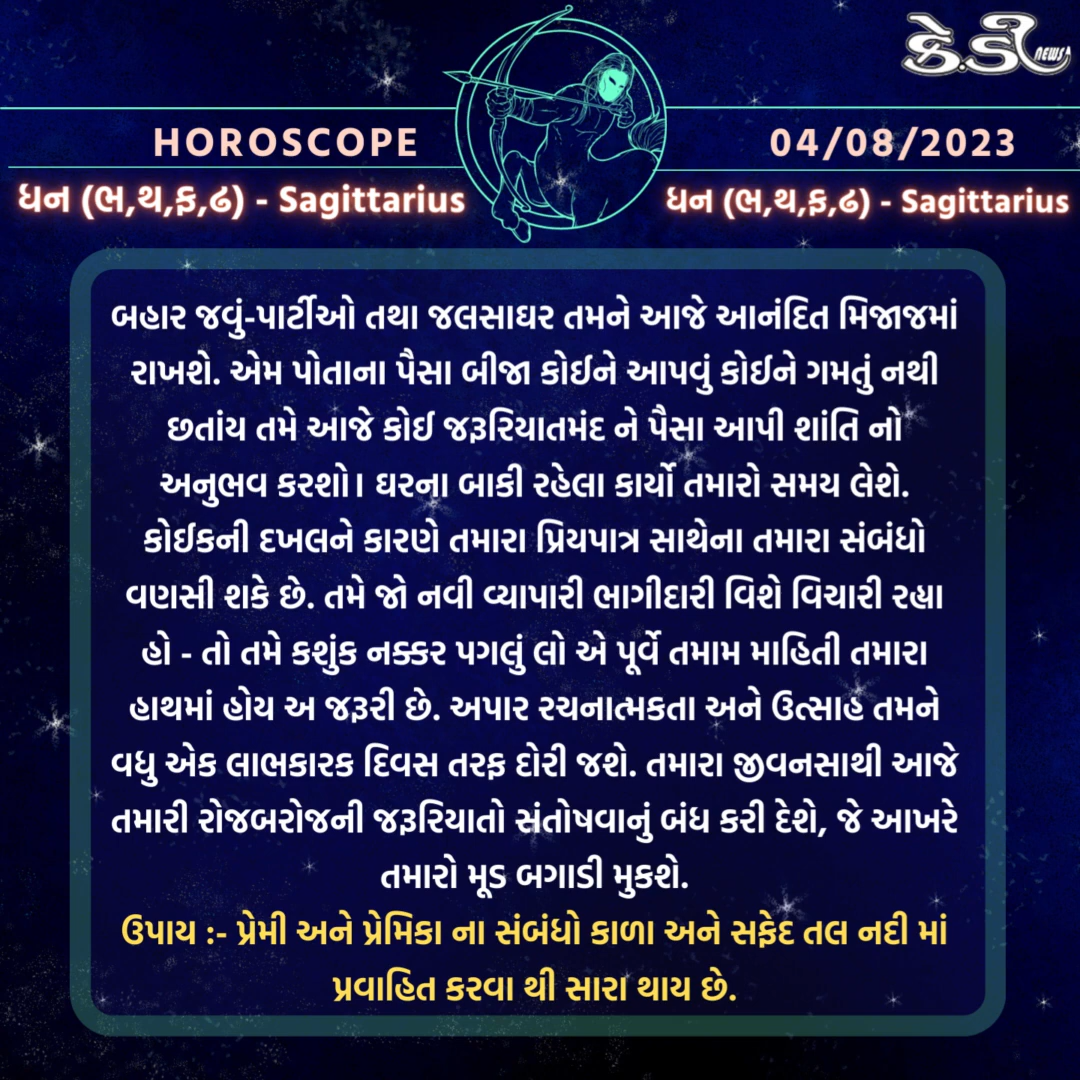 કે.ડી NEWS
HOROSCOPE
04/08/2023
ધન (ભ,થ,ફ,ઢ) - Sagittarius
ધન (ભ,થ,ફ,ઢ) - Sagittarius
બહાર જવું-પાર્ટીઓ તથા જલસાઘર તમને આજે આનંદિત મિજાજમાં
રાખશે. એમ પોતાના પૈસા બીજા કોઈને આપવું કોઈને ગમતું નથી
છતાંય તમે આજે કોઈ જરૂરિયાતમંદ ને પૈસા આપી શાંતિ નો
અનુભવ કરશો। ઘરના બાકી રહેલા કાર્યો તમારો સમય લેશે.
કોઈકની દખલને કારણે તમારા પ્રિયપાત્ર સાથેના તમારા સંબંધો
વણસી શકે છે. તમે જો નવી વ્યાપારી ભાગીદારી વિશે વિચારી રહ્યા
હો - તો તમે કશુંક નક્કર પગલું લો એ પૂર્વે તમામ માહિતી તમારા
હાથમાં હોય અ જરૂરી છે. અપાર રચનાત્મકતા અને ઉત્સાહ તમને
વધુ એક લાભકારક દિવસ તરફ દોરી જશે. તમારા જીવનસાથી આજે
તમારી રોજબરોજની જરૂરિયાતો સંતોષવાનું બંધ કરી દેશે, જે આખરે
તમારો મૂડ બગાડી મુકશે.
ઉપાય :- પ્રેમી અને પ્રેમિકા ના સંબંધો કાળા અને સફેદ તલ નદી માં
પ્રવાહિત કરવા થી સારા થાય છે.